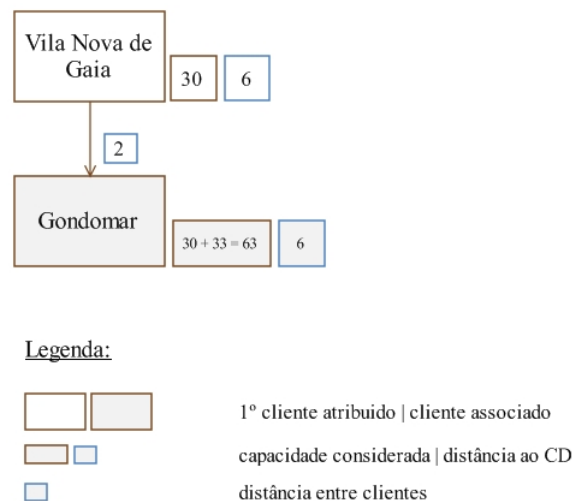 Vila Nova de
Gaia
30
6
2
Gondomar
30 + 33 = 63
6
Legenda:
1º cliente atribuido | cliente associado
capacidade considerada | distância ao CD
distância entre clientes